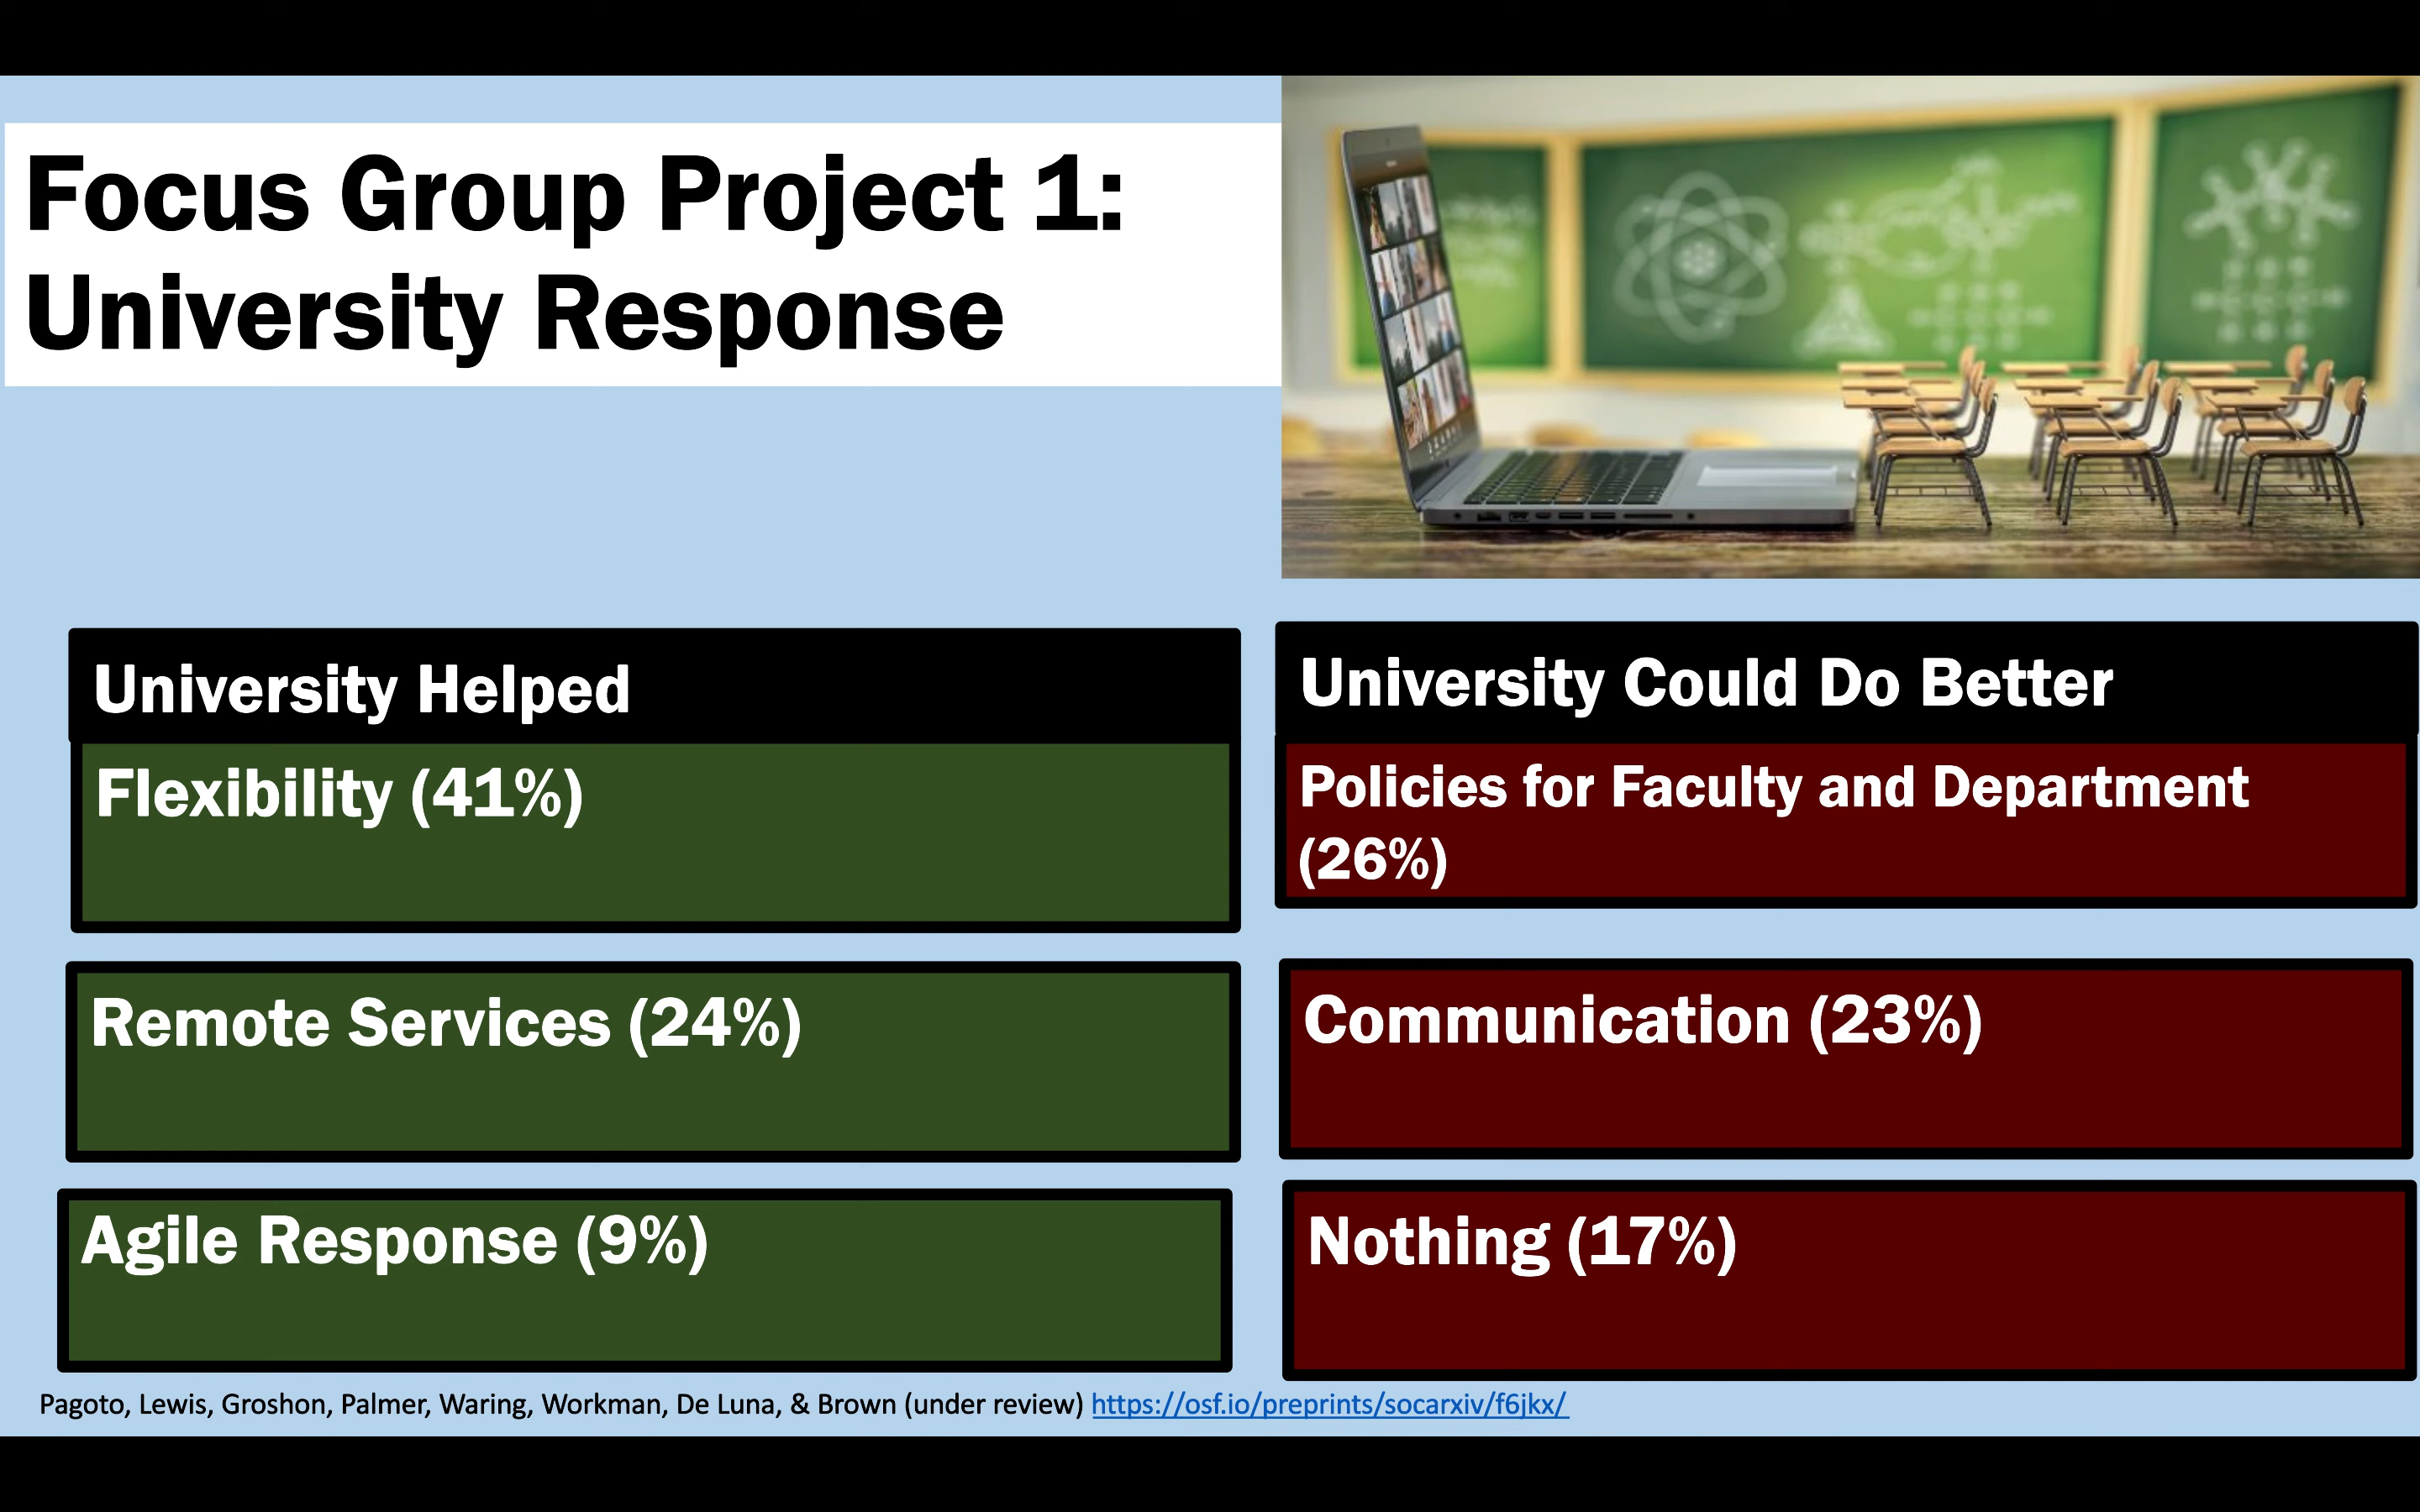 Focus Group Project 1:
University Response
University Helped
Flexibility (41%)
Remote Services (24%)
Agile Response (9%)
University Could Do Better
Policies for Faculty and Department
(26%)
Communication (23%)
Nothing (17%)
Pagoto, Lewis, Groshon, Palmer, Waring, Workman, De Luna, & Brown (under review) https://osf.io/preprints/socarxiv/f6jkx/